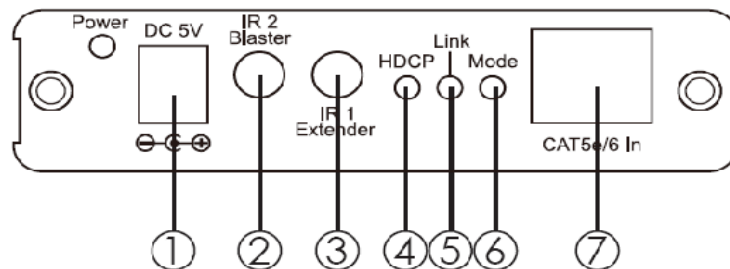 Power
DC 5V
IR 2
Blaster
IR 1
Extender
HDCP
Link
Mode
CAT5e/6 In
① ② ③ ④ ⑤ ⑥ ⑦